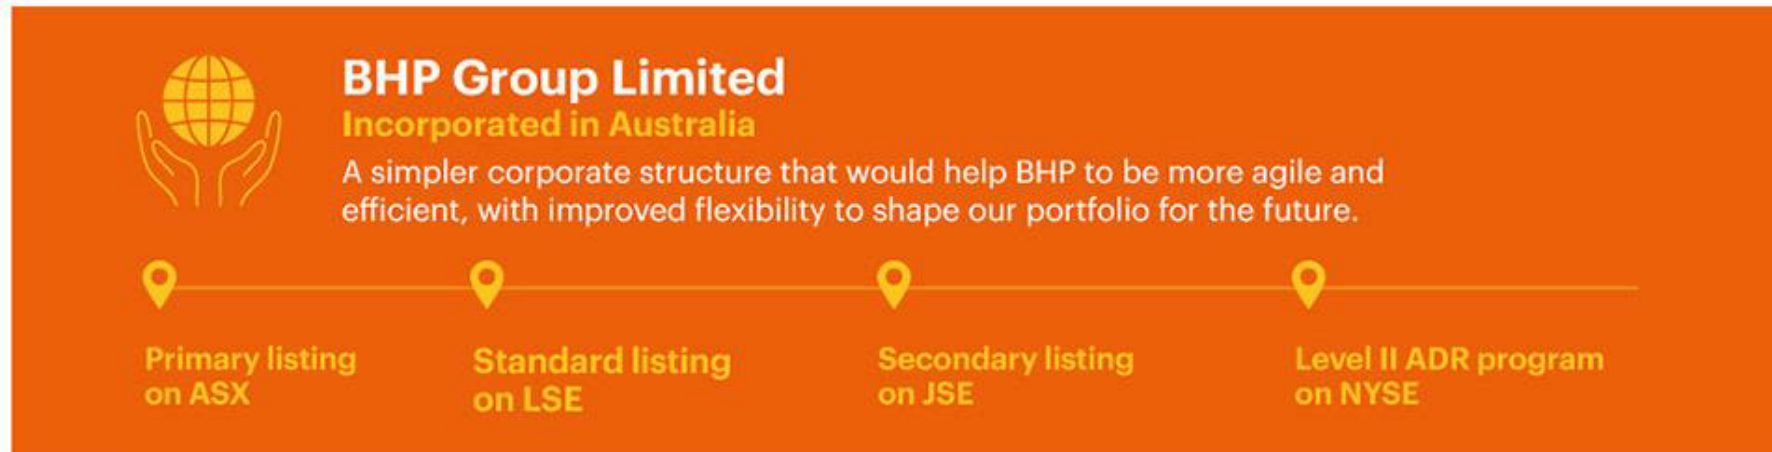 BHP Group Limited
Incorporated in Australia
A simpler corporate structure that would help BHP to be more agile and
efficient, with improved flexibility to shape our portfolio for the future.
Primary listing
on ASX
Standard listing
on LSE
Secondary listing
on JSE
Level II ADR program
on NYSE